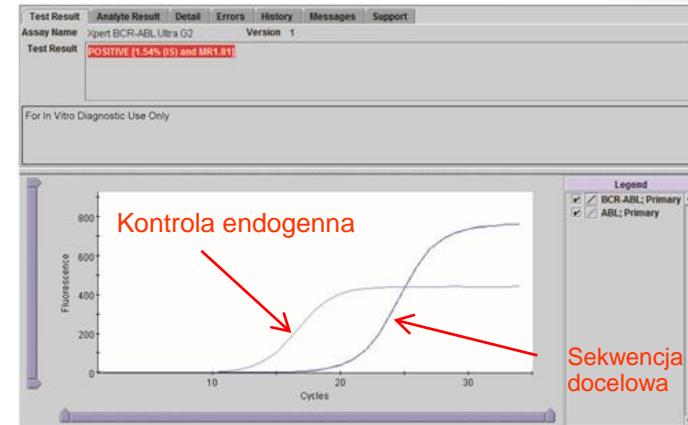 Test Result Analyte Result Detail Errors History Messages Support
Assay Name Xpert BCR-ABL Ultra G2 Version 1
Test Result POSITIVE [1.54% (IS) and MR1.81]
For In Vitro Diagnostic Use Only
Legend
BCR-ABL; Primary
ABL; Primary
Kontrola endogenna
Sekwencja
docelowa
Fluorescence
800
600
400
200
0
10 20 30
Cycles